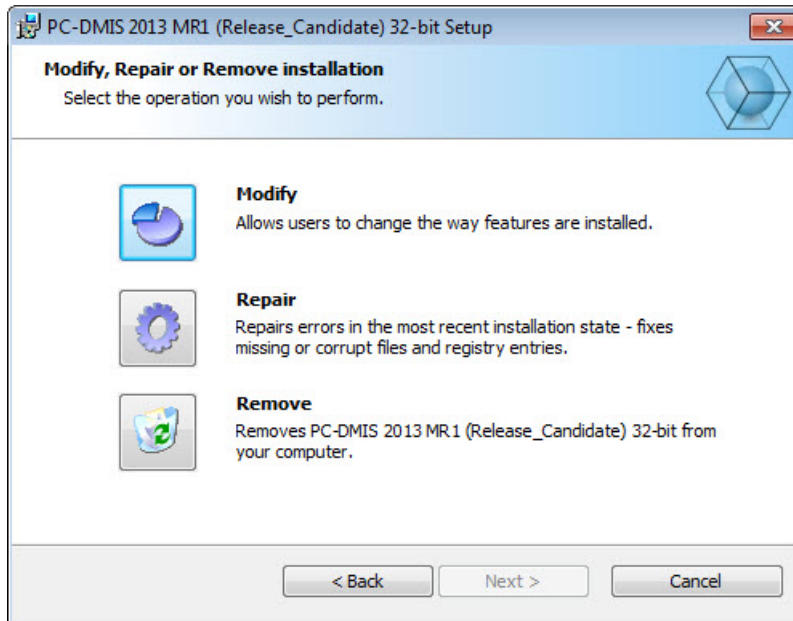 PC-DMIS 2013 MR1 (Release_Candidate) 32-bit Setup
Modify, Repair or Remove installation
Select the operation you wish to perform.
Modify
Allows users to change the way features are installed.
Repair
Repairs errors in the most recent installation state - fixes
missing or corrupt files and registry entries.
Remove
Removes PC-DMIS 2013 MR1 (Release_Candidate) 32-bit from
your computer.
< Back
Next >
Cancel